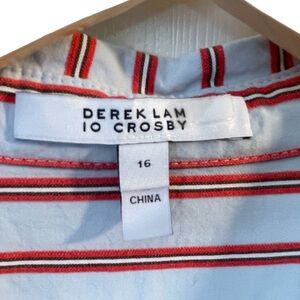 DEREK LAM
10 CROSBY
16
CHINA